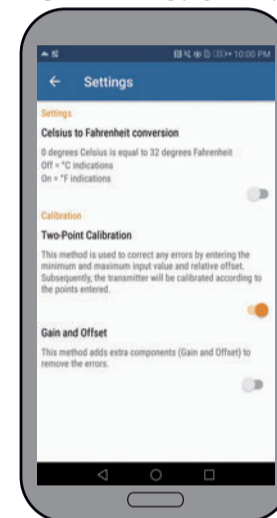 10:00 PM
Settings
Settings
Celsius to Fahrenheit conversion
0 degrees Celsius is equal to 32 degrees Fahrenheit
Off = °C indications
On = °F indications
Calibration
Two-Point Calibration
This method is used to correct any errors by entering the
minimum and maximum input value and relative offset.
Subsequently, the transmitter will be calibrated according to
the points entered.
Gain and Offset
This method adds extra components (Gain and Offset) to
remove the errors.